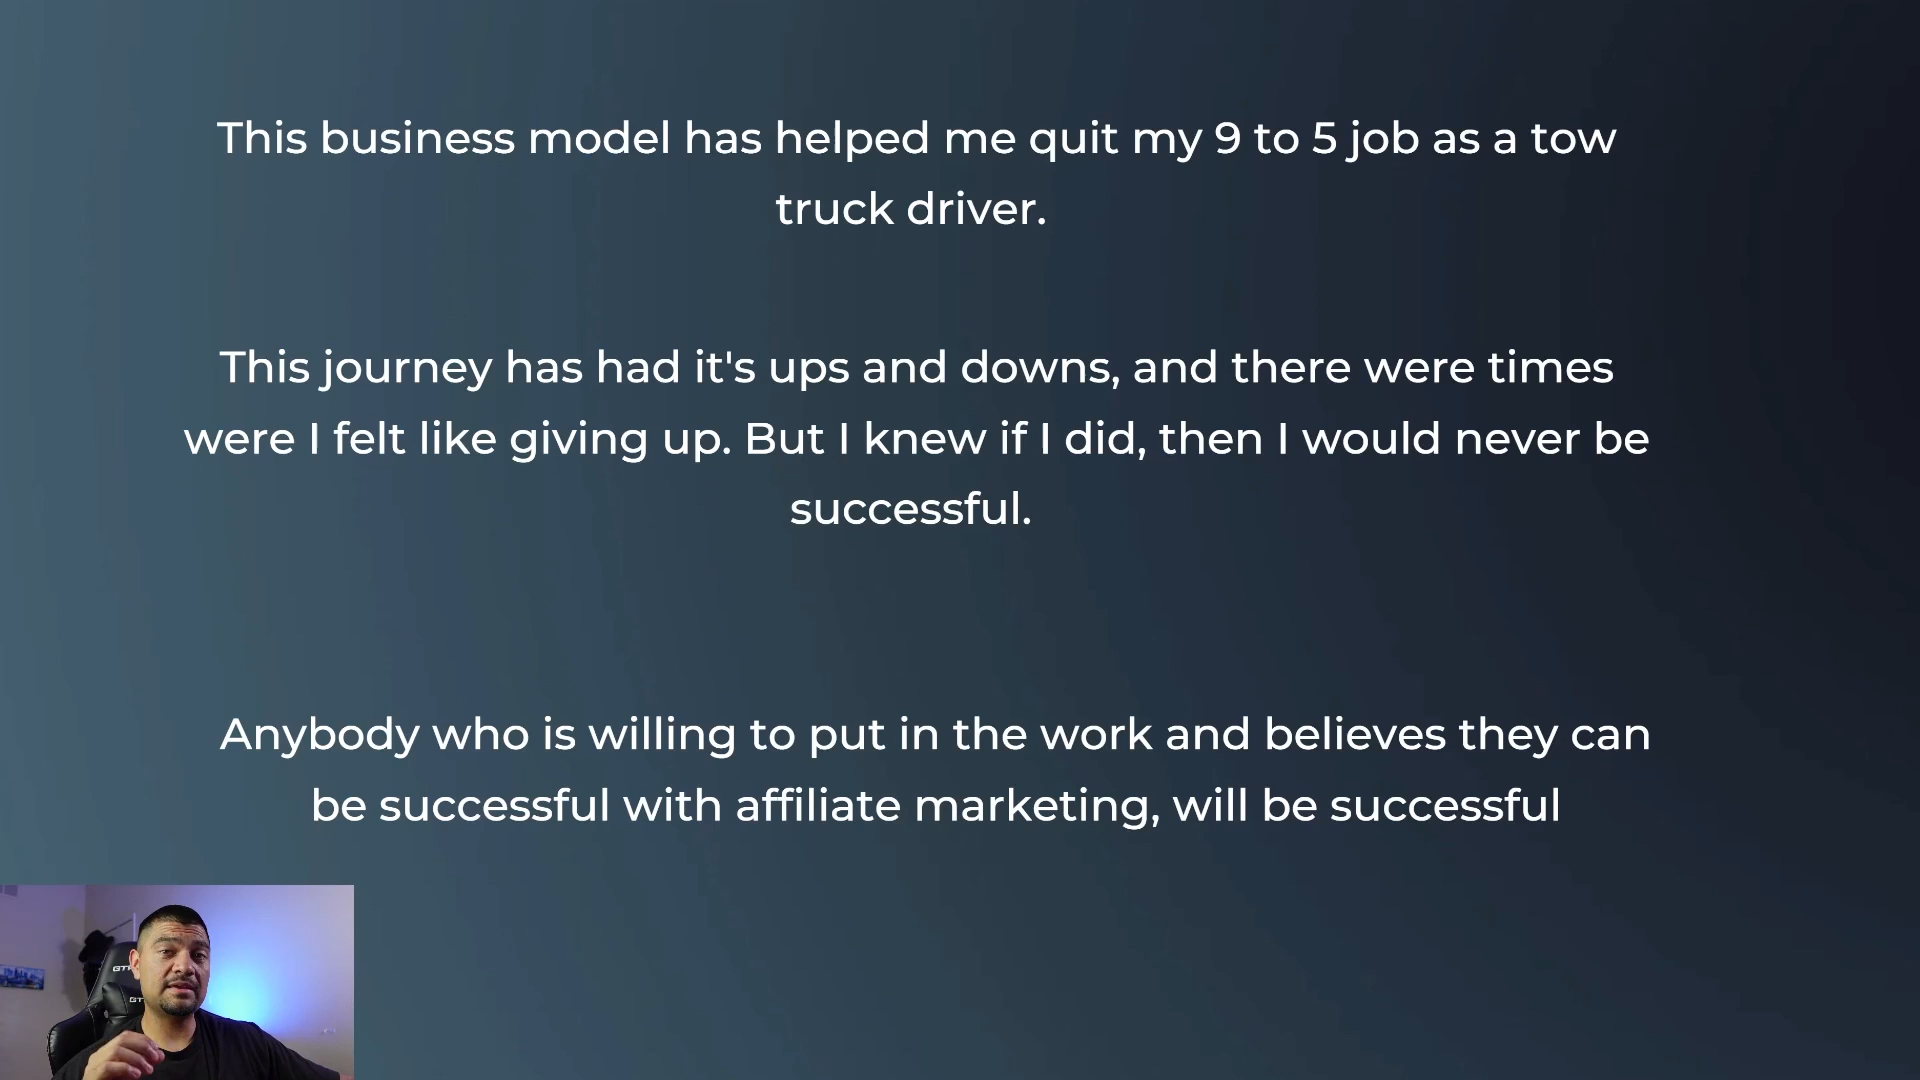 This business model has helped me quit my 9 to 5 job as a tow
truck driver.
This journey has had it's ups and downs, and there were times
were I felt like giving up. But I knew if I did, then I would never be
successful.
Anybody who is willing to put in the work and believes they can
be successful with affiliate marketing, will be successful